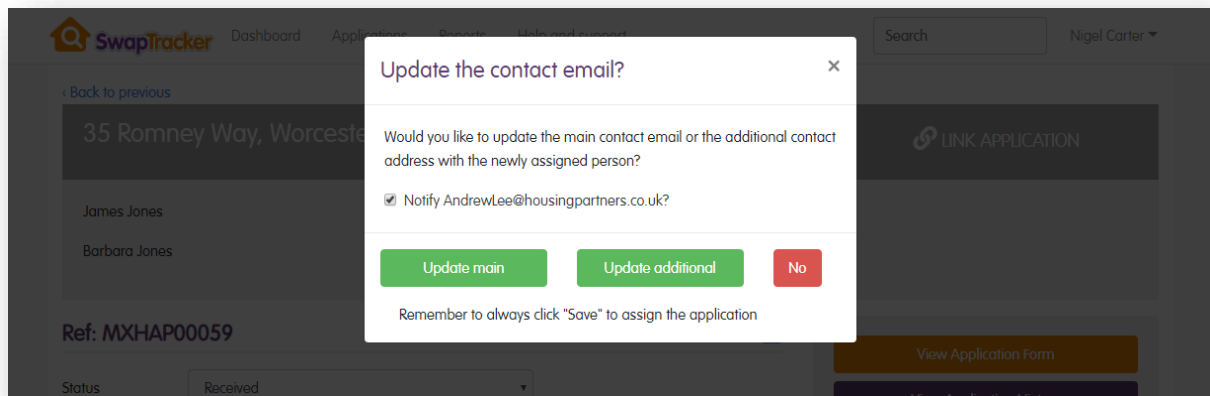 SwapTracker Dashboard Applications Reports Help and support Search Nigel Carter
Update the contact email? ×
‹ Back to previous
35 Romney Way, Worceste
LINK APPLICATION
Would you like to update the main contact email or the additional contact
address with the newly assigned person?
Notify AndrewLee@housingpartners.co.uk?
James Jones
Barbara Jones
Update main Update additional No
Remember to always click "Save" to assign the application
Ref: MXHAP00059
View Application Form
Status Received